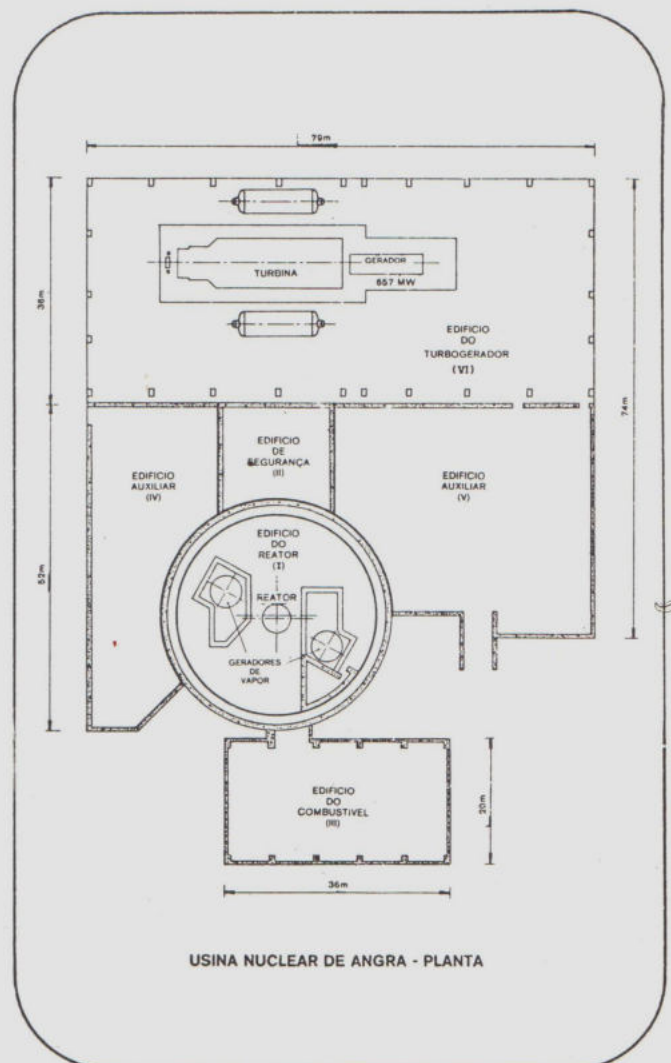 79m
36m
TURBINA
GERADOR
657 MW
EDIFICIO
DO
TURBOGERADOR
(VI)
74m
52m
EDIFICIO
AUXILIAR
(IV)
EDIFICIO
DE
SEGURANÇA
(II)
EDIFICIO
AUXILIAR
(V)
EDIFICIO
DO
REATOR
(I)
REATOR
GERADORES
DE
VAPOR
EDIFICIO
DO
COMBUSTIVEL
(III)
20m
36m
USINA NUCLEAR DE ANGRA - PLANTA